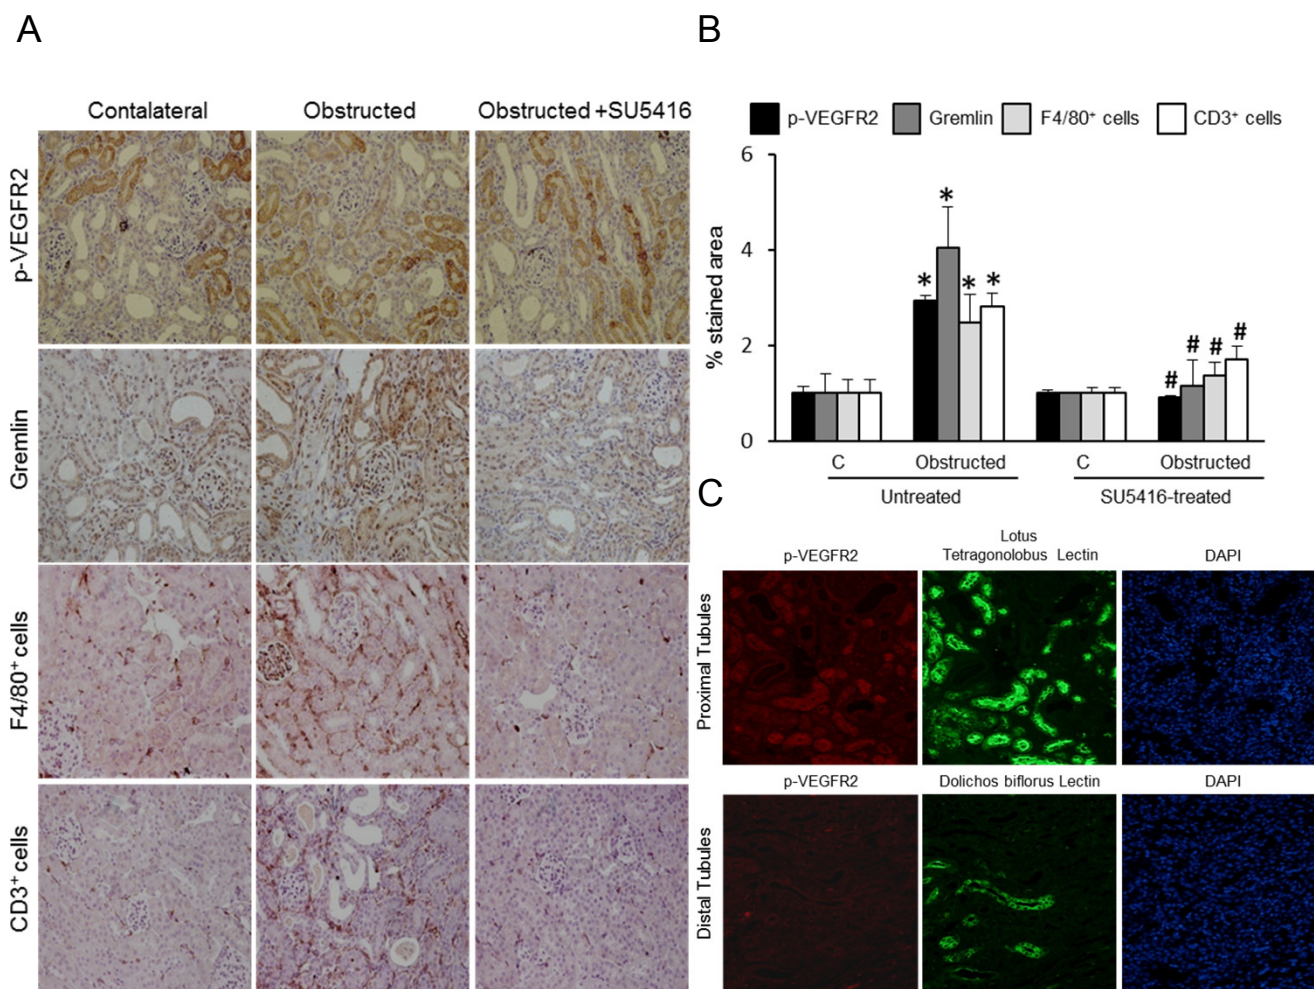 A
Contalateral
Obstructed
Obstructed +SU5416
p-VEGFR2
Gremlin
F4/80+ cells
CD3+ cells
B
p-VEGFR2
Gremlin
F4/80+ cells
CD3+ cells
% stained area
6
4
2
0
*
*
*
*
#
#
#
#
C
Obstructed
C
Obstructed
Untreated
SU5416-treated
C
p-VEGFR2
Lotus
Tetragonolobus Lectin
DAPI
Proximal Tubules
p-VEGFR2
Dolichos biflorus Lectin
DAPI
Distal Tubules